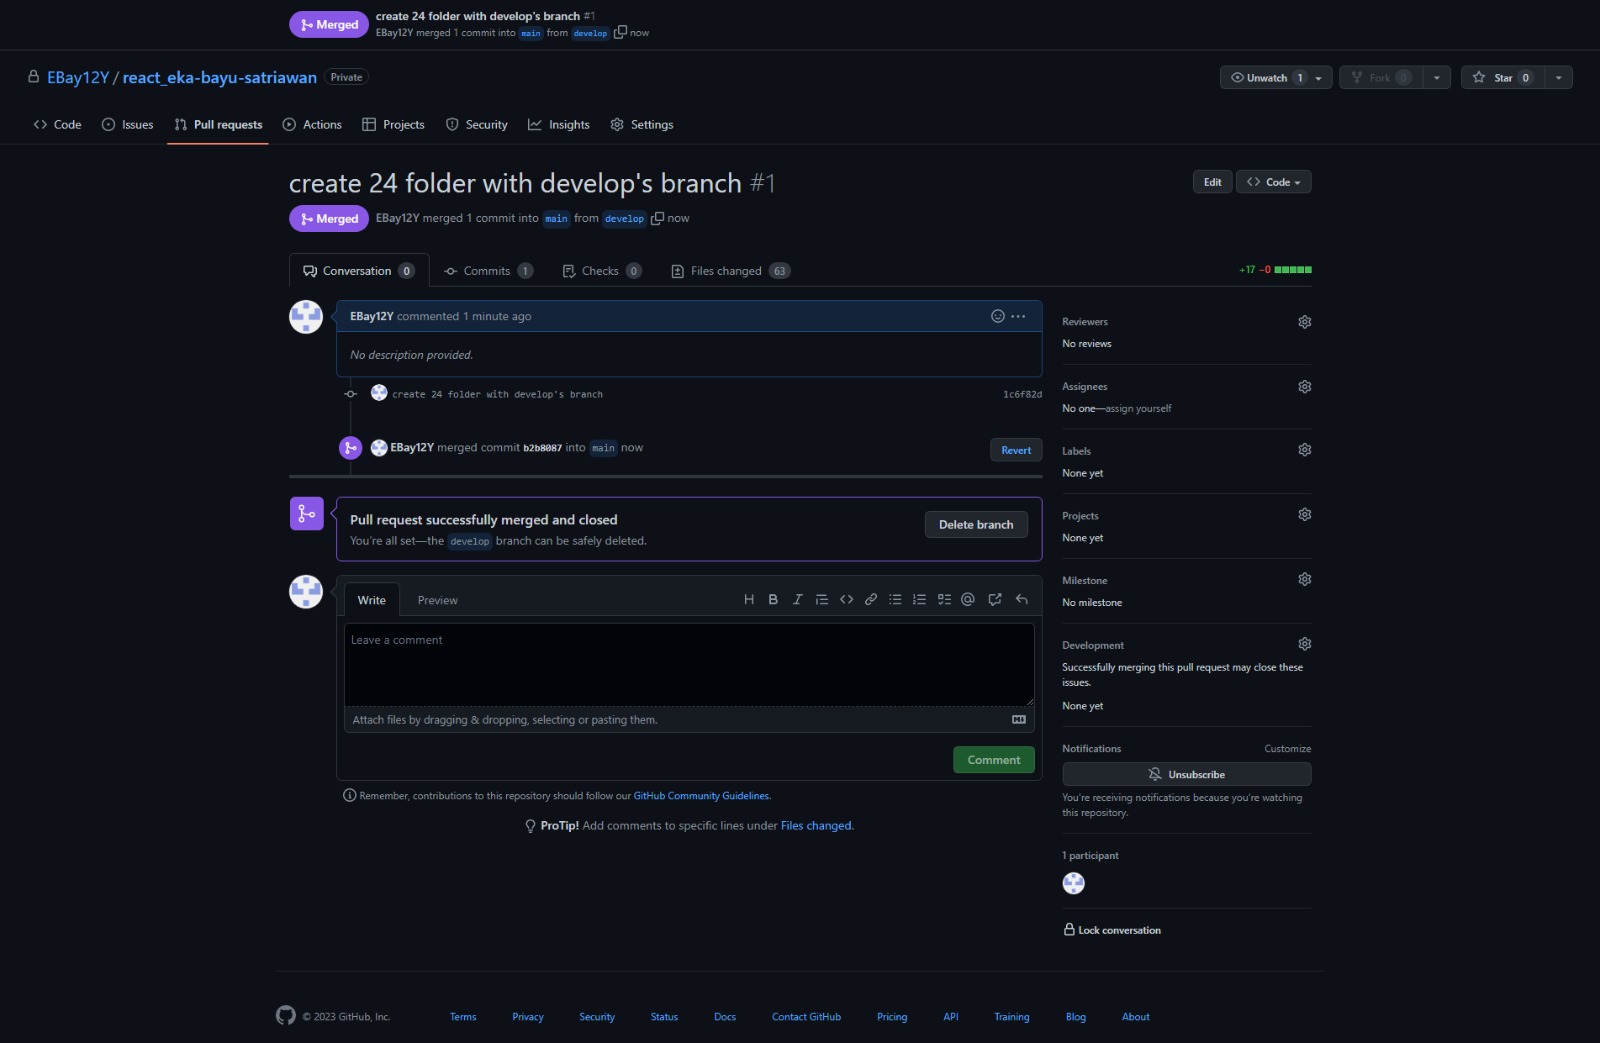 Merged
create 24 folder with develop's branch #1
EBay12Y merged 1 commit into main from develop now
EBay12Y / react_eka-bayu-satriawan Private
Unwatch 1
Fork 0
Star 0
Code
Issues
Pull requests
Actions
Projects
Security
Insights
Settings
create 24 folder with develop's branch #1
Edit
Code
Merged
EBay12Y merged 1 commit into main from develop now
Conversation 0
Commits 1
Checks 0
Files changed 63
+17 −0
EBay12Y commented 1 minute ago
No description provided.
create 24 folder with develop's branch
1c6f82d
EBay12Y merged commit b2b8087 into main now
Revert
Pull request successfully merged and closed
You're all set—the develop branch can be safely deleted.
Delete branch
Write
Preview
Leave a comment
Attach files by dragging & dropping, selecting or pasting them.
Comment
Remember, contributions to this repository should follow our GitHub Community Guidelines.
ProTip! Add comments to specific lines under Files changed.
Reviewers
No reviews
Assignees
No one—assign yourself
Labels
None yet
Projects
None yet
Milestone
No milestone
Development
Successfully merging this pull request may close these
issues.
None yet
Notifications
Customize
Unsubscribe
You're receiving notifications because you're watching
this repository.
1 participant
Lock conversation
© 2023 GitHub, Inc.
Terms
Privacy
Security
Status
Docs
Contact GitHub
Pricing
API
Training
Blog
About